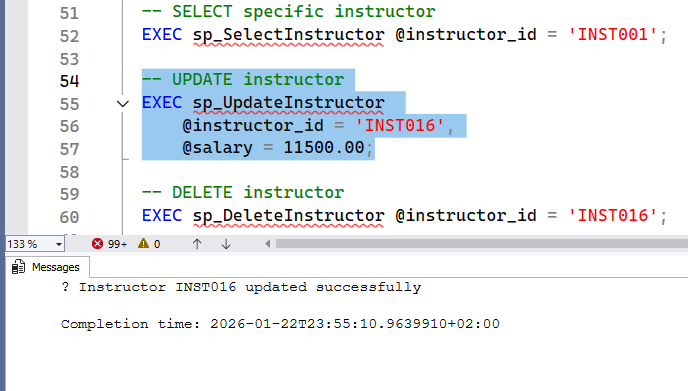 51 -- SELECT specific instructor
52 EXEC sp_SelectInstructor @instructor_id = 'INST001';
53
54 -- UPDATE instructor
55 EXEC sp_UpdateInstructor
56 @instructor_id = 'INST016',
57 @salary = 11500.00;
58
59 -- DELETE instructor
60 EXEC sp_DeleteInstructor @instructor_id = 'INST016';
133 % 99+ 0
Messages
? Instructor INST016 updated successfully
Completion time: 2026-01-22T23:55:10.9639910+02:00